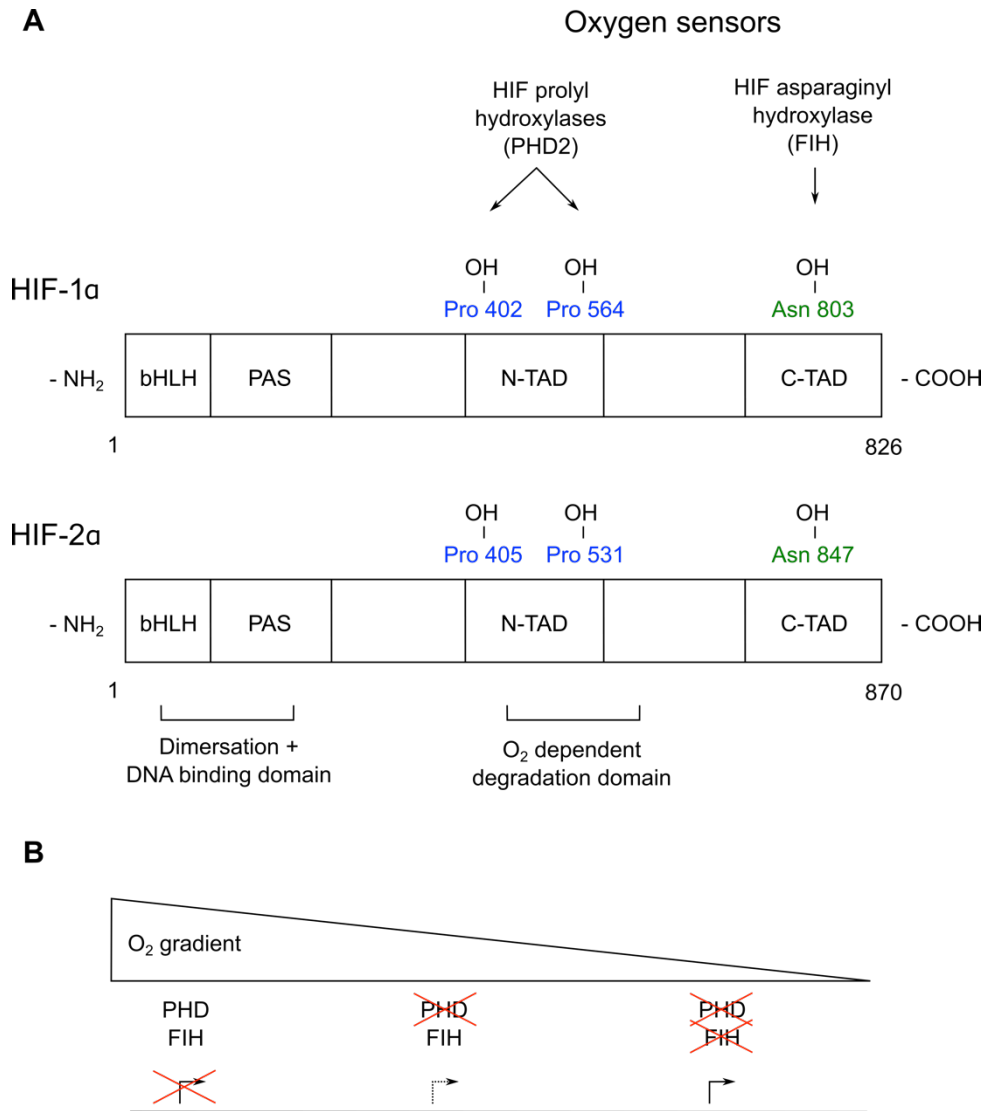 A
Oxygen sensors
HIF prolyl
hydroxylases
(PHD2)
HIF asparaginyl
hydroxylase
(FIH)
HIF-1α
OH
OH
OH
Pro 402
Pro 564
Asn 803
- NH₂
bHLH
PAS
N-TAD
C-TAD
- COOH
1
826
HIF-2α
OH
OH
OH
Pro 405
Pro 531
Asn 847
- NH₂
bHLH
PAS
N-TAD
C-TAD
- COOH
1
870
Dimersation +
DNA binding domain
O₂ dependent
degradation domain
B
O₂ gradient
PHD
FIH
PHD
FIH
PHD
FIH